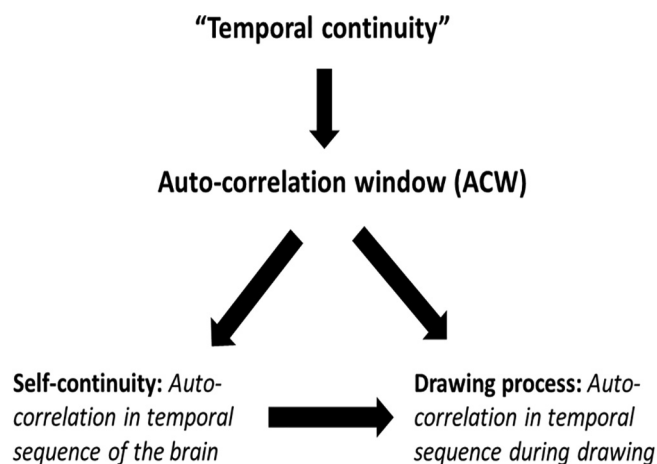 “Temporal continuity”
Auto-correlation window (ACW)
Self-continuity: Auto-
correlation in temporal
sequence of the brain
Drawing process: Auto-
correlation in temporal
sequence during drawing